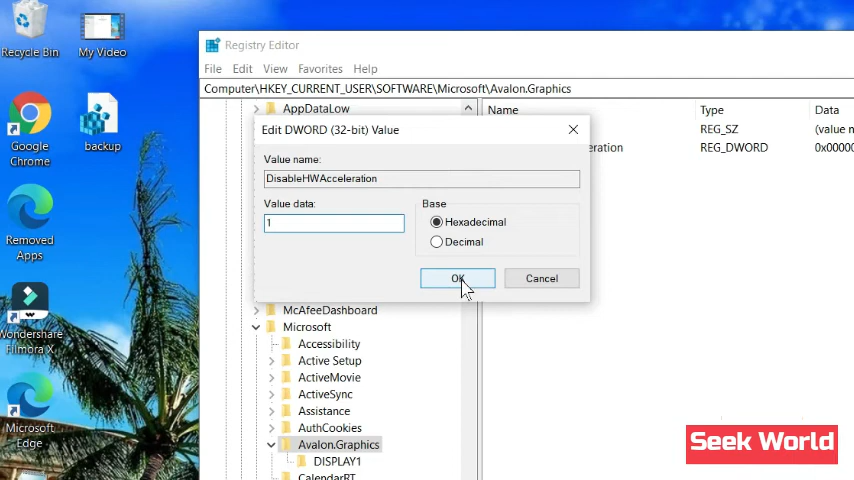 Recycle Bin
My Video
Google
Chrome
backup
Removed
Apps
Wondershare
Filmora X
Microsoft
Edge
Registry Editor
File Edit View Favorites Help
Computer\HKEY_CURRENT_USER\SOFTWARE\Microsoft\Avalon.Graphics
AppDataLow
Name Type Data
REG_SZ (value n
eration REG_DWORD 0x00000
Edit DWORD (32-bit) Value
Value name:
DisableHWAcceleration
Value data:
1
Base
Hexadecimal
Decimal
OK
Cancel
McAfeeDashboard
Microsoft
Accessibility
Active Setup
ActiveMovie
ActiveSync
Assistance
AuthCookies
Avalon.Graphics
DISPLAY1
CalendarRT
Seek World